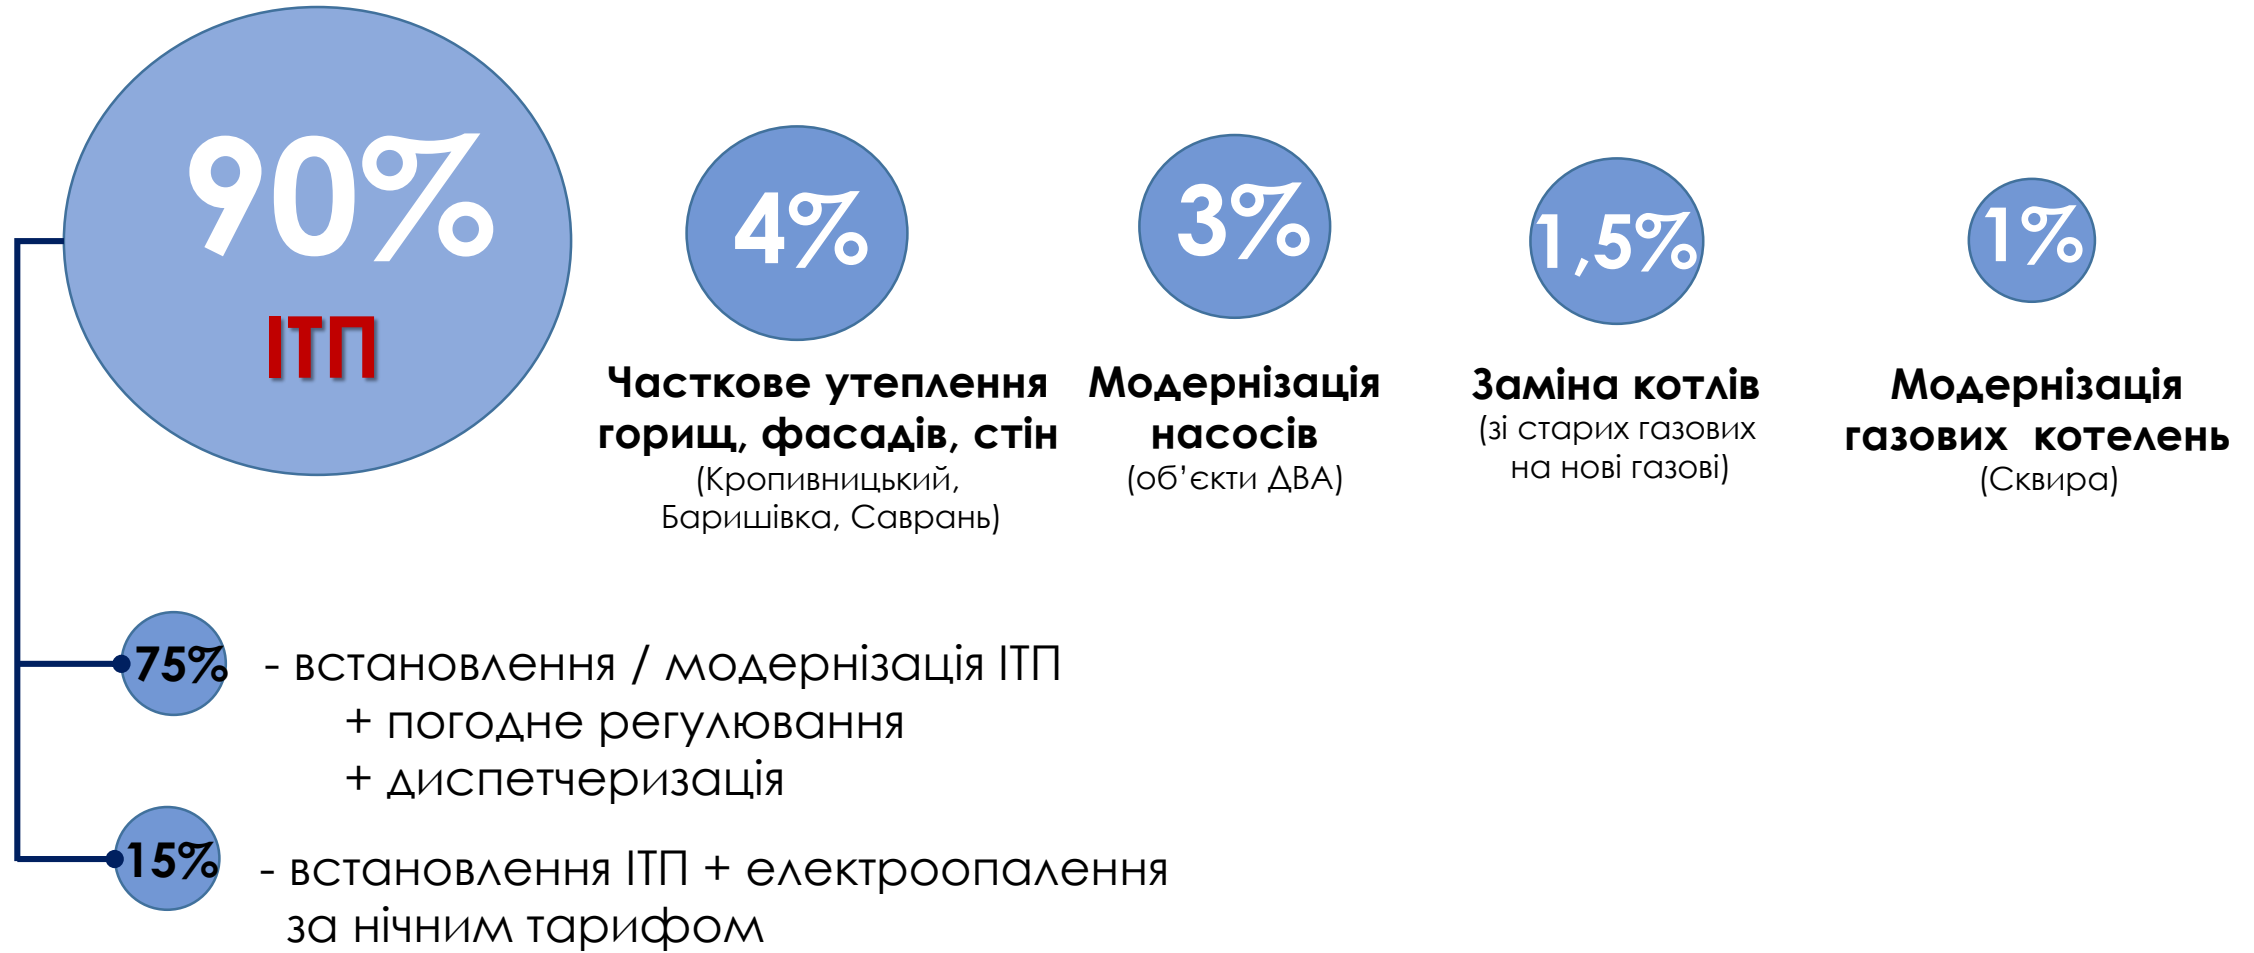 90%
ІТП
4%
Часткове утеплення
горищ, фасадів, стін
(Кропивницький,
Баришівка, Саврань)
3%
Модернізація
насосів
(об’єкти ДВА)
1,5%
Заміна котлів
(зі старих газових
на нові газові)
1%
Модернізація
газових котелень
(Сквира)
75%
- встановлення / модернізація ІТП
+ погодне регулювання
+ диспетчеризація
15%
- встановлення ІТП + електроопалення
за нічним тарифом